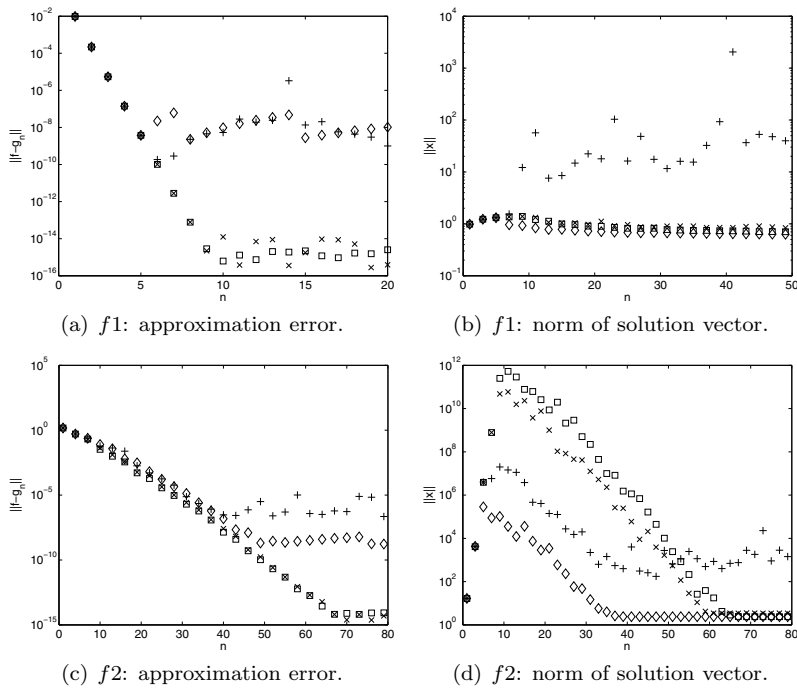 10^-2
10^-4
10^-6
10^-8
10^-10
10^-12
10^-14
10^-16
||f−g_n||
0 5 10 15 20
n
(a) f1: approximation error.
10^4
10^3
10^2
10^1
10^0
10^-1
||x||
0 10 20 30 40 50
n
(b) f1: norm of solution vector.
10^5
10^0
10^-5
10^-10
10^-15
||f−g_n||
0 10 20 30 40 50 60 70 80
n
(c) f2: approximation error.
10^12
10^10
10^8
10^6
10^4
10^2
10^0
||x||
0 10 20 30 40 50 60 70 80
n
(d) f2: norm of solution vector.